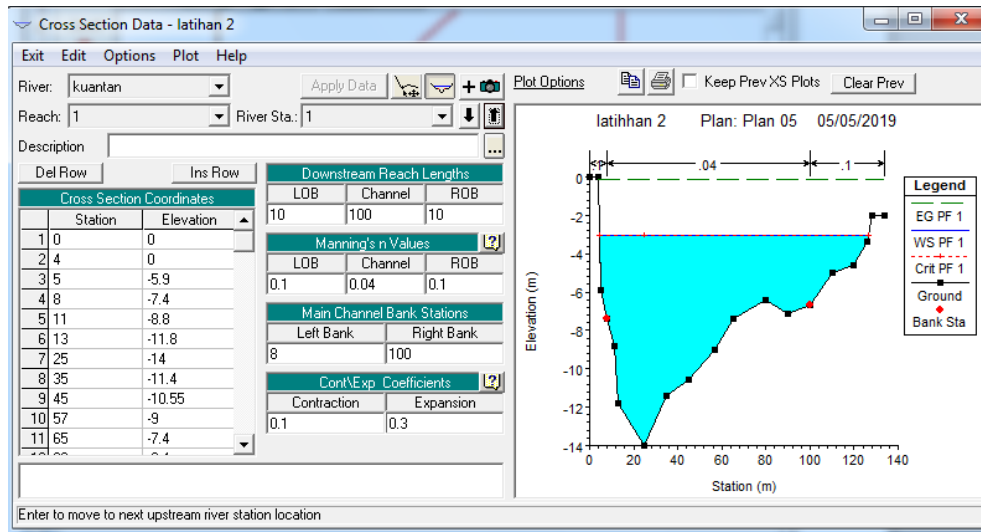 Cross Section Data - latihan 2
Exit Edit Options Plot Help
River: kuantan Apply Data
Reach: 1 River Sta.: 1
Description ...
Del Row Ins Row
Cross Section Coordinates
Station Elevation
1 0 0
2 4 0
3 5 -5.9
4 8 -7.4
5 11 -8.8
6 13 -11.8
7 25 -14
8 35 -11.4
9 45 -10.55
10 57 -9
11 65 -7.4
Downstream Reach Lengths
LOB Channel ROB
10 100 10
Manning's n Values
LOB Channel ROB
0.1 0.04 0.1
Main Channel Bank Stations
Left Bank Right Bank
8 100
Cont\Exp Coefficients
Contraction Expansion
0.1 0.3
Enter to move to next upstream river station location
Plot Options Keep Prev XS Plots Clear Prev
latihhan 2 Plan: Plan 05 05/05/2019
.04 .1
0
-2
-4
-6
-8
-10
-12
-14
Elevation (m)
0 20 40 60 80 100 120 140
Station (m)
Legend
EG PF 1
WS PF 1
Crit PF 1
Ground
Bank Sta